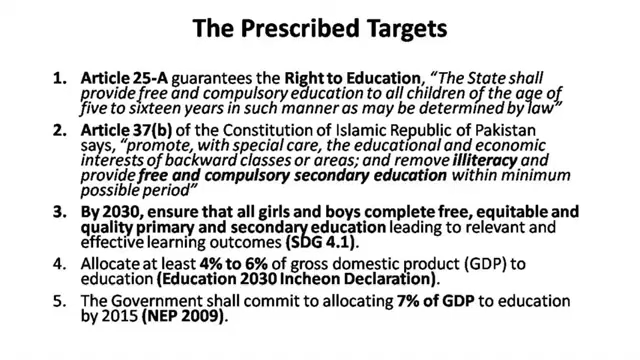 The Prescribed Targets
1. Article 25-A guarantees the Right to Education, “The State shall
provide free and compulsory education to all children of the age of
five to sixteen years in such manner as may be determined by law”
2. Article 37(b) of the Constitution of Islamic Republic of Pakistan
says, “promote, with special care, the educational and economic
interests of backward classes or areas; and remove illiteracy and
provide free and compulsory secondary education within minimum
possible period”
3. By 2030, ensure that all girls and boys complete free, equitable and
quality primary and secondary education leading to relevant and
effective learning outcomes (SDG 4.1).
4. Allocate at least 4% to 6% of gross domestic product (GDP) to
education (Education 2030 Incheon Declaration).
5. The Government shall commit to allocating 7% of GDP to education
by 2015 (NEP 2009).